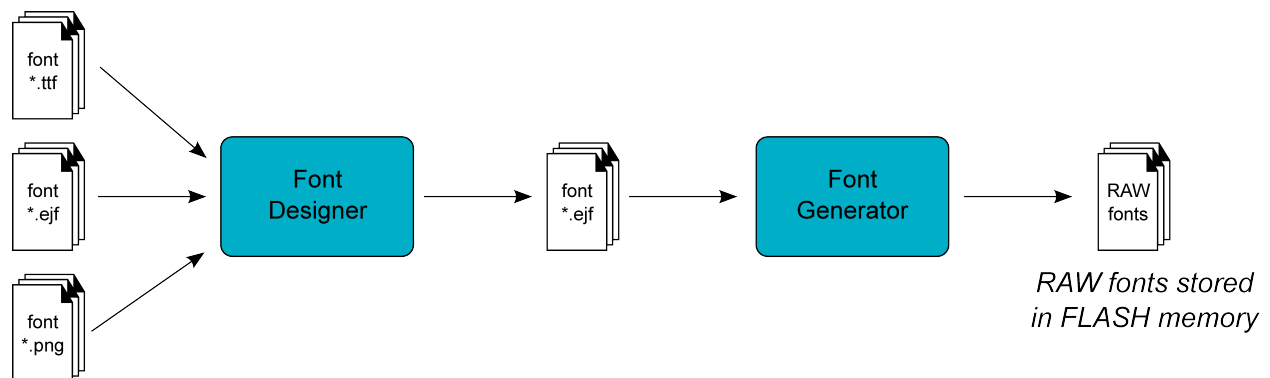 font
*.ttf
font
*.ejf
font
*.png
Font
Designer
font
*.ejf
Font
Generator
RAW
fonts
RAW fonts stored
in FLASH memory